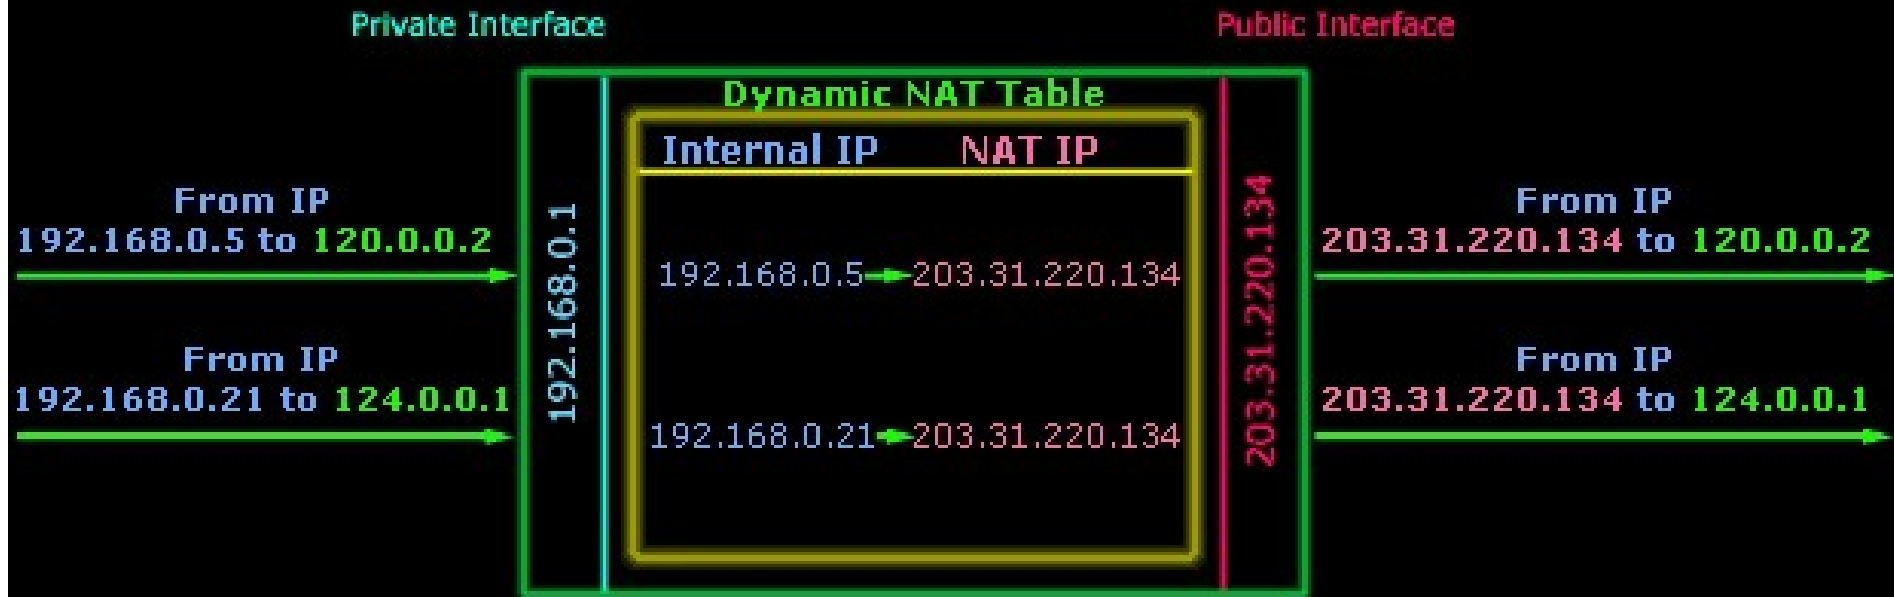 Private Interface
Public Interface
Dynamic NAT Table
Internal IP NAT IP
From IP
192.168.0.5 to 120.0.0.2
From IP
192.168.0.21 to 124.0.0.1
192.168.0.1
192.168.0.5 203.31.220.134
192.168.0.21 203.31.220.134
203.31.220.134
From IP
203.31.220.134 to 120.0.0.2
From IP
203.31.220.134 to 124.0.0.1